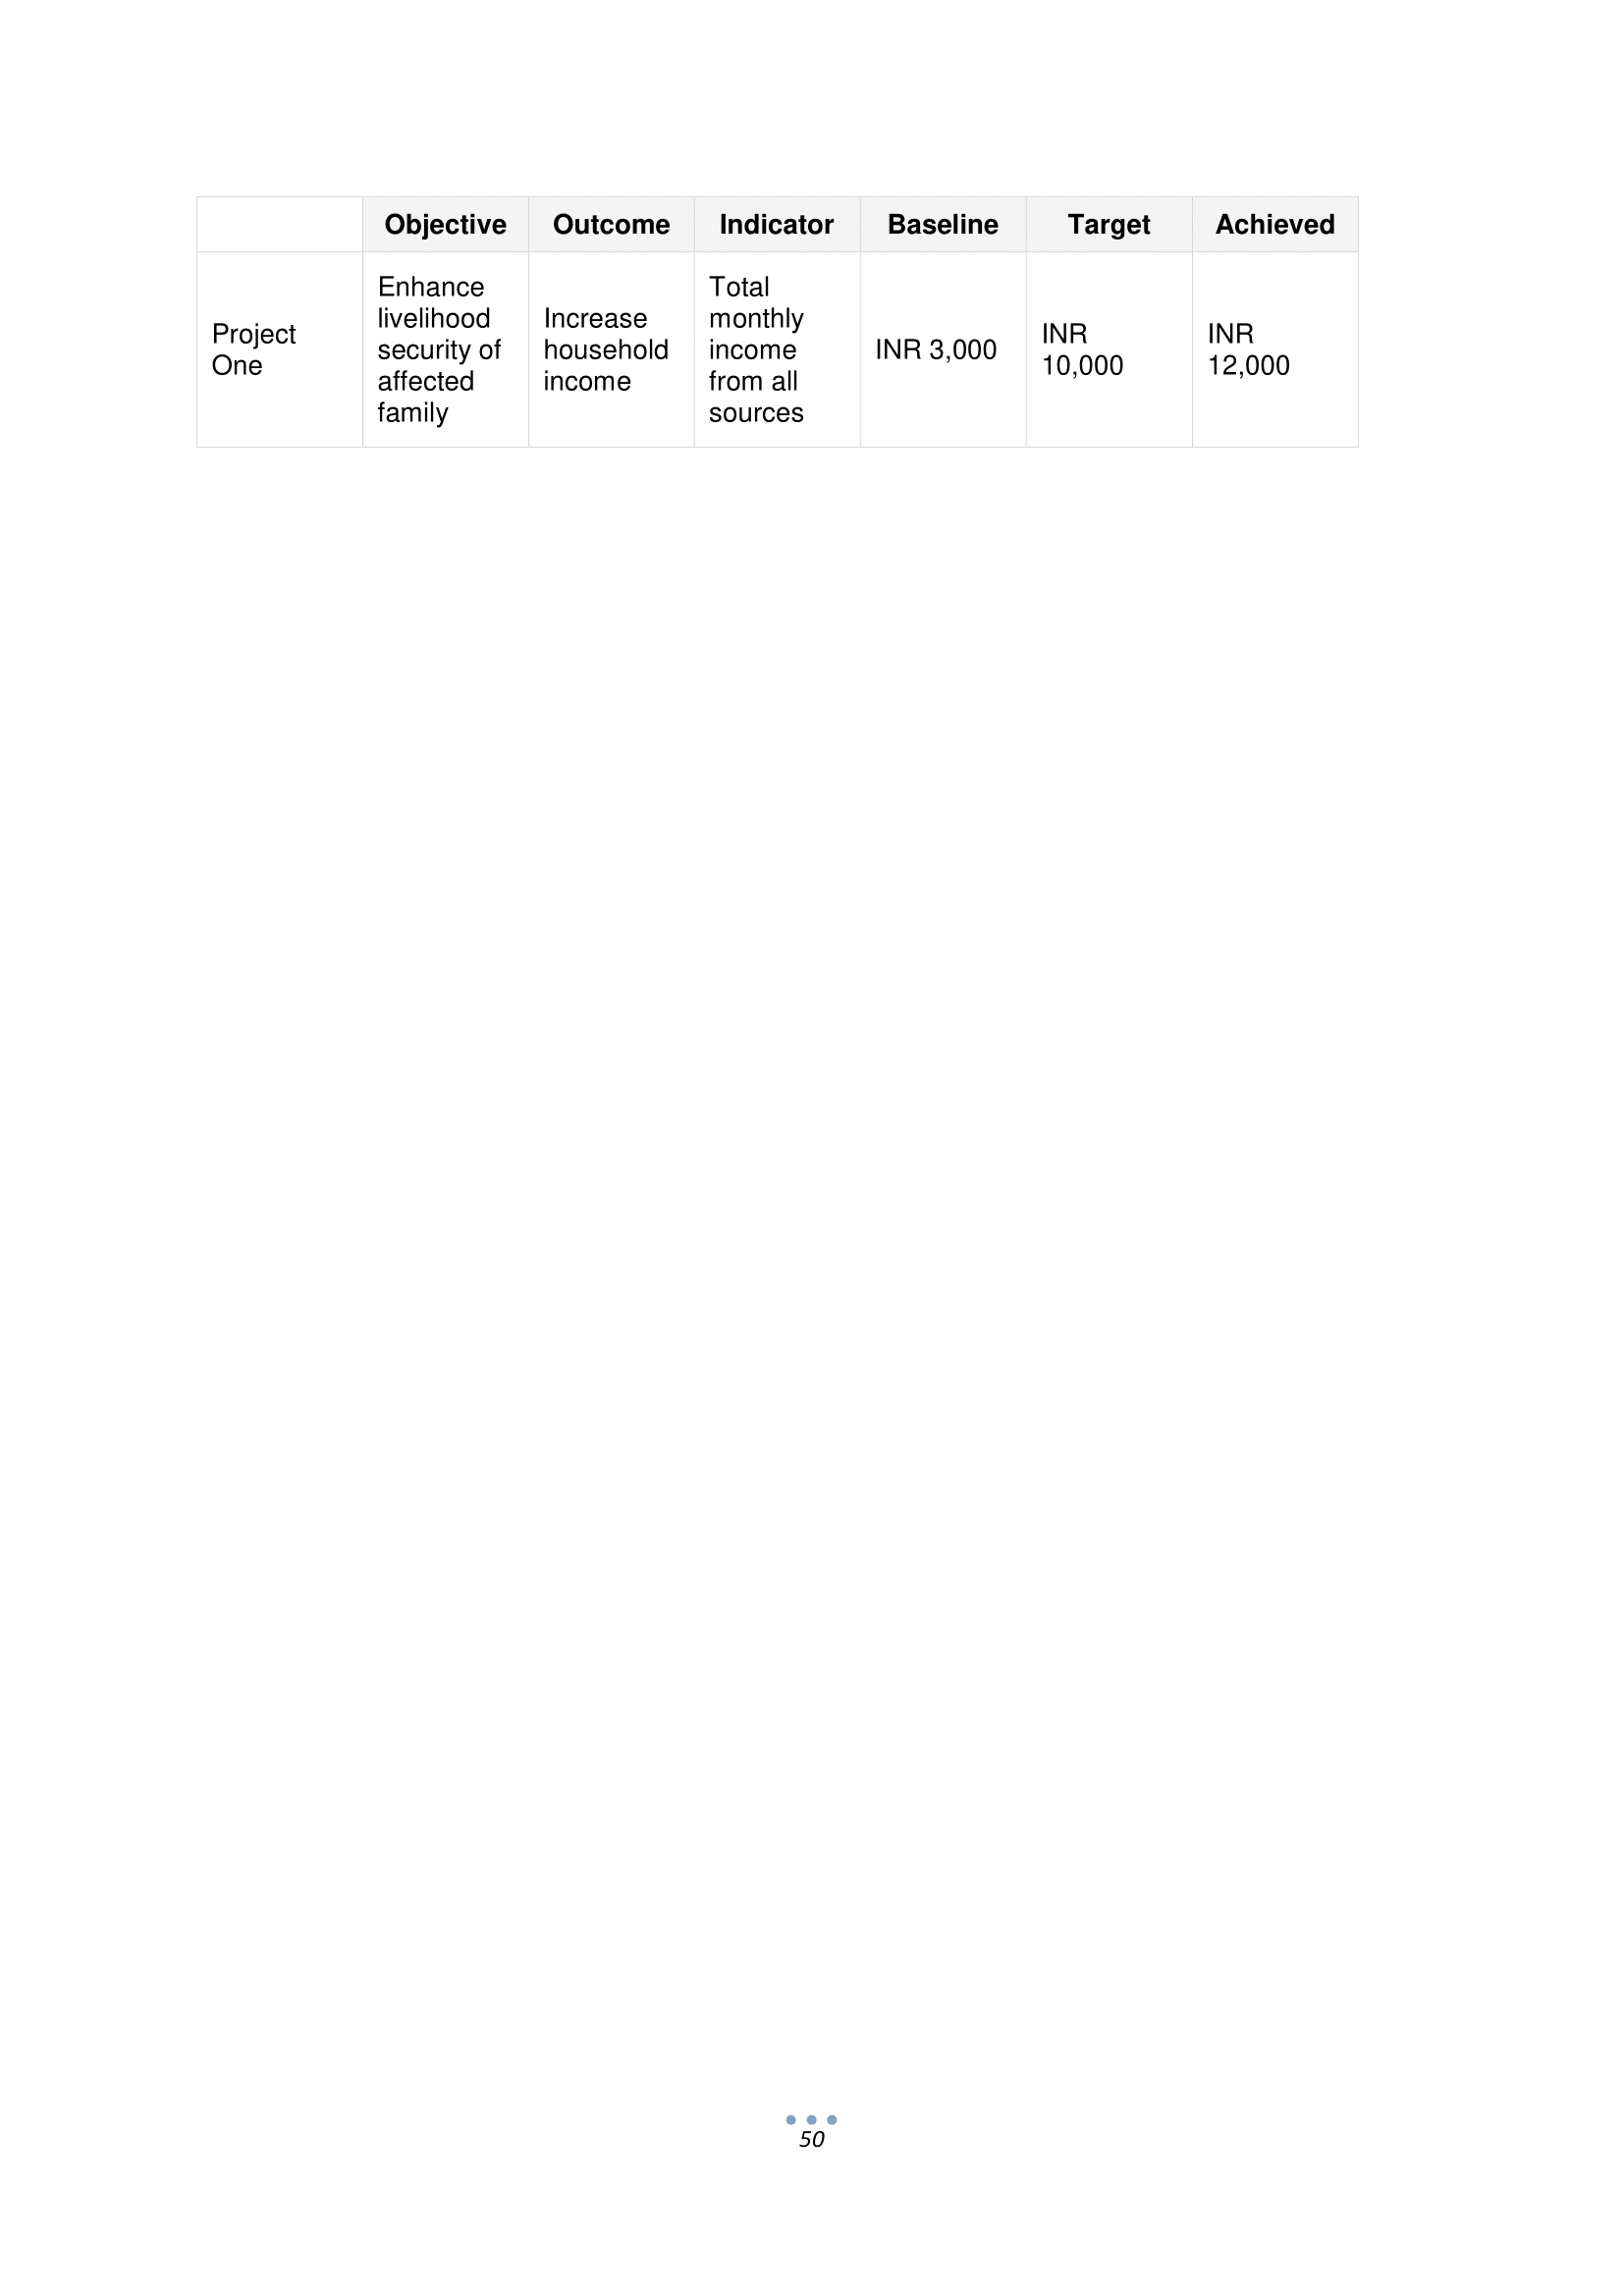 Objective Outcome Indicator Baseline Target Achieved
Project
One
Enhance
livelihood
security of
affected
family
Increase
household
income
Total
monthly
income
from all
sources
INR 3,000
INR
10,000
INR
12,000
50